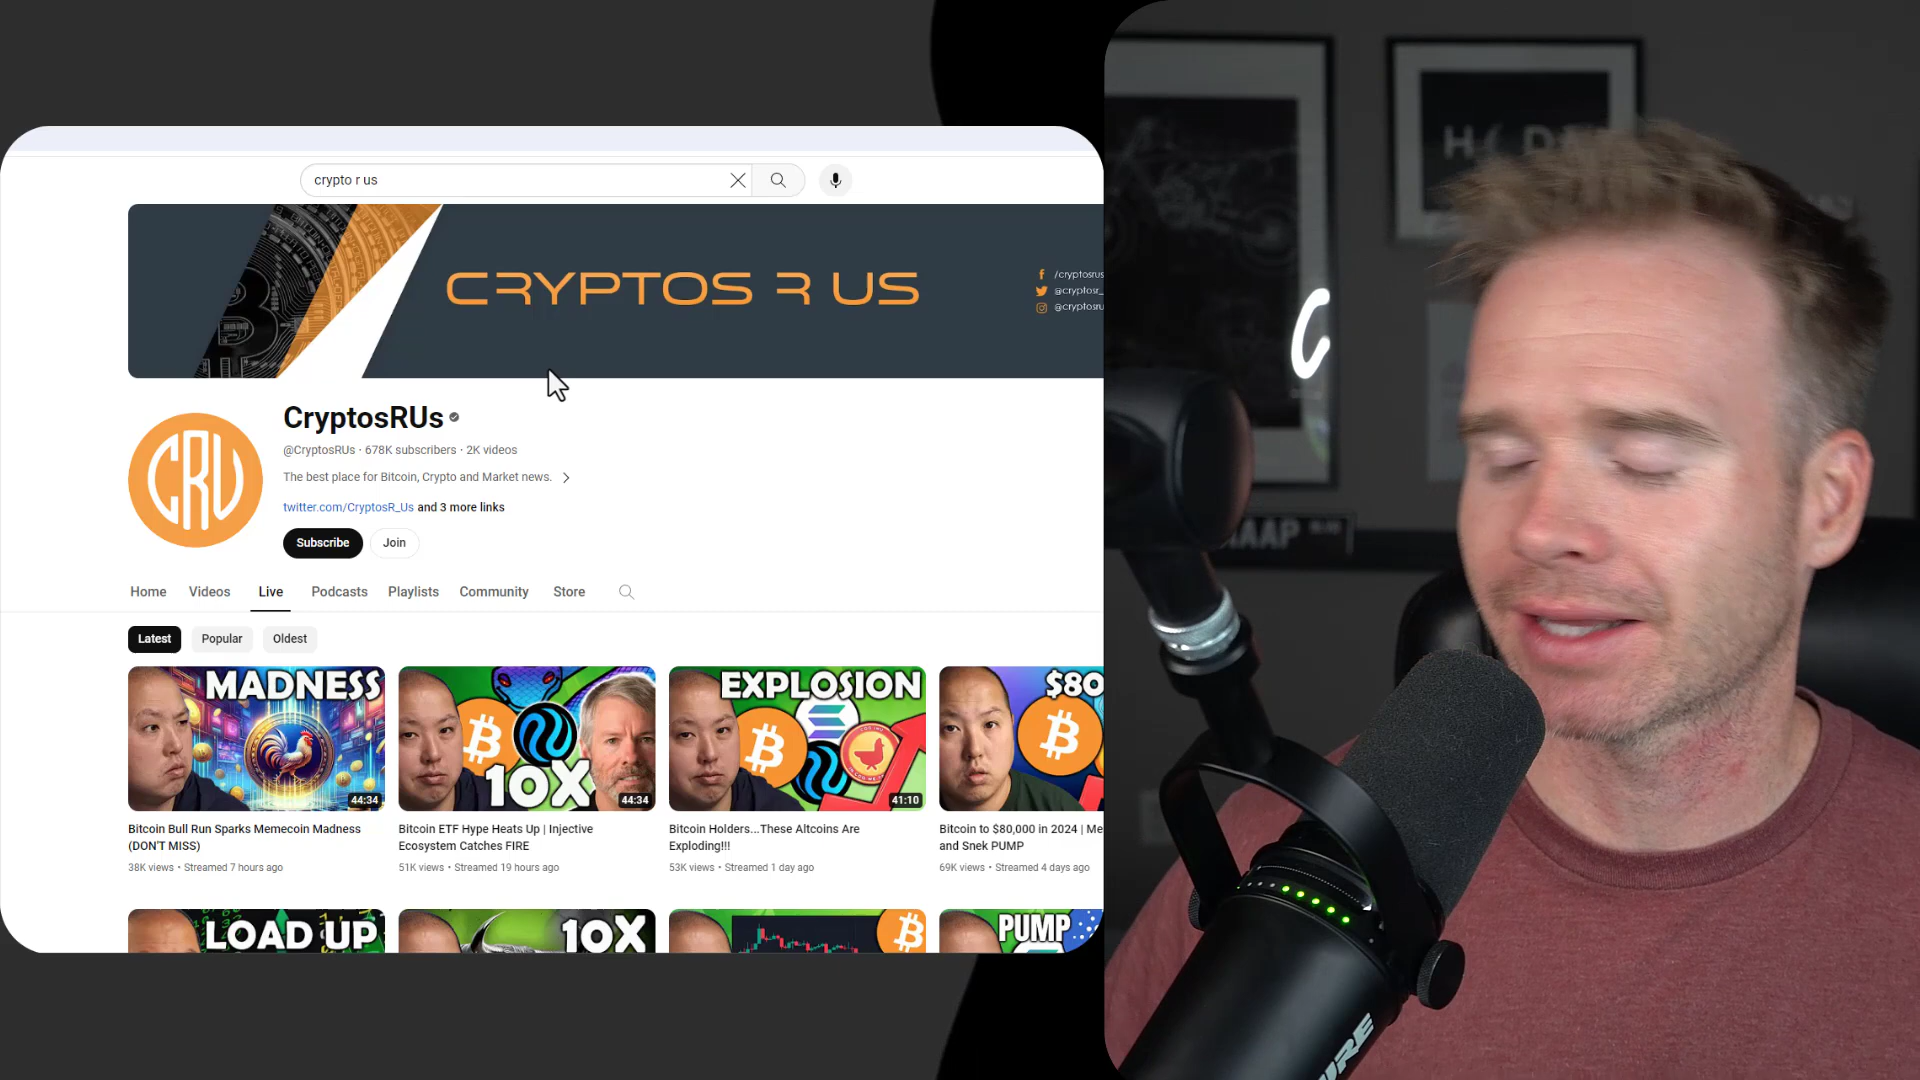 crypto r us
CRYPTOS R US
/cryptosrus
@cryptosr_
@cryptosru
CryptosRUs
@CryptosRUs · 678K subscribers · 2K videos
The best place for Bitcoin, Crypto and Market news.
twitter.com/CryptosR_Us and 3 more links
Subscribe
Join
Home
Videos
Live
Podcasts
Playlists
Community
Store
Latest
Popular
Oldest
MADNESS
44:34
10X
44:34
EXPLOSION
41:10
$80
Bitcoin Bull Run Sparks Memecoin Madness
(DON'T MISS)
38K views • Streamed 7 hours ago
Bitcoin ETF Hype Heats Up | Injective
Ecosystem Catches FIRE
51K views • Streamed 19 hours ago
Bitcoin Holders...These Altcoins Are
Exploding!!!
53K views • Streamed 1 day ago
Bitcoin to $80,000 in 2024 | Me
and Snek PUMP
69K views • Streamed 4 days ago
LOAD UP
10X
PUMP
CRU